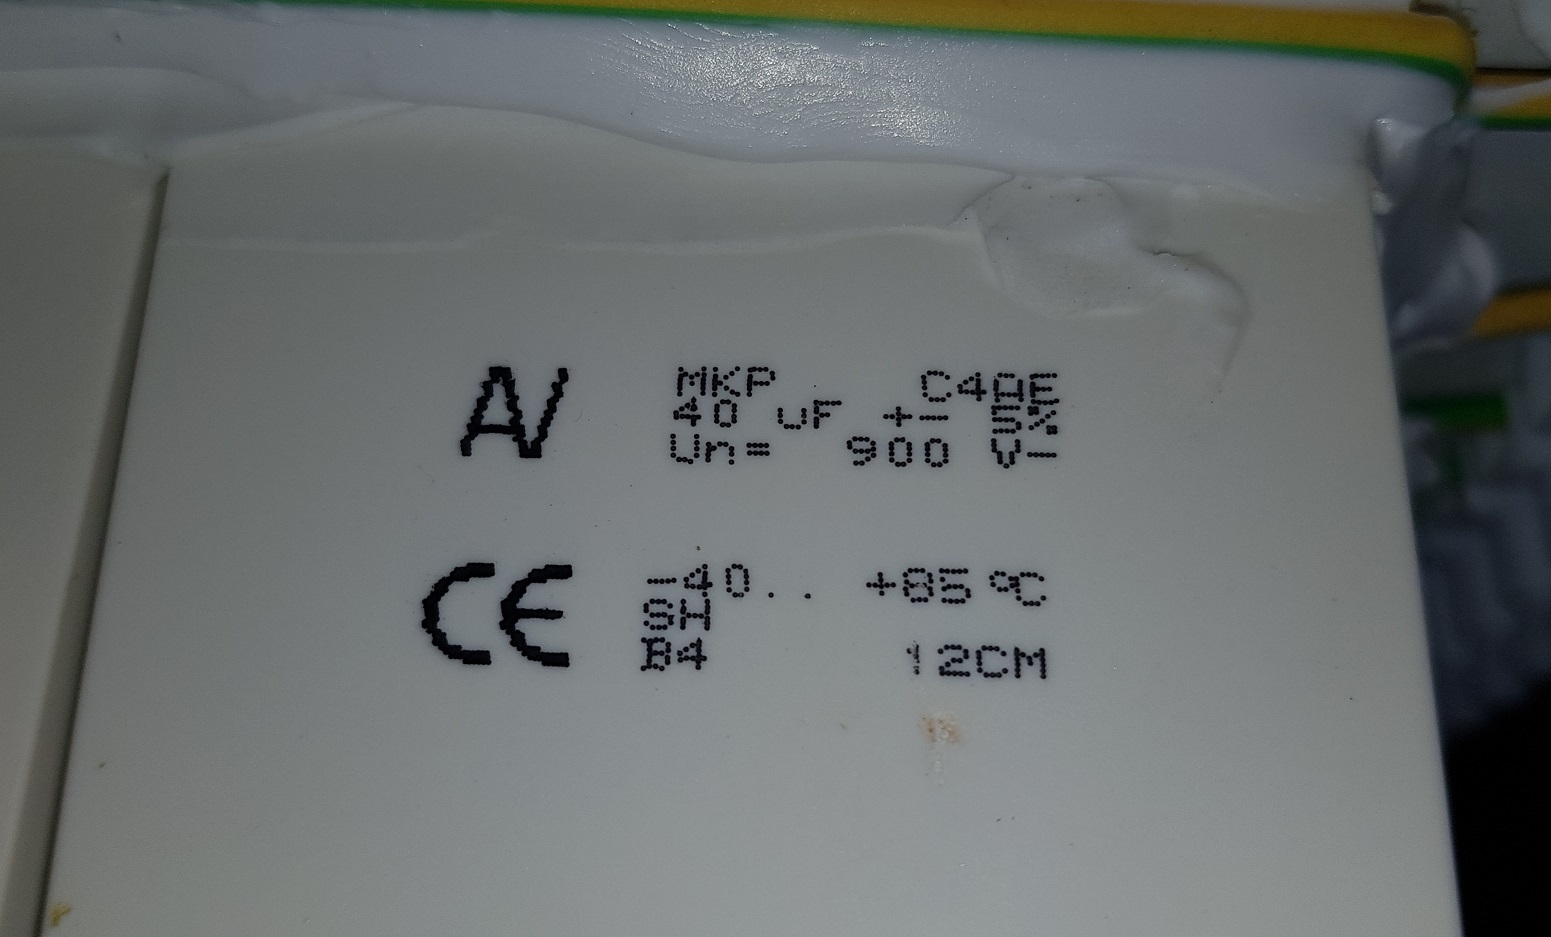 AV
MKP C4AE
40 uF +- 5%
Un= 900 V-
CE
-40.. +85 °C
SH
B4 12CM